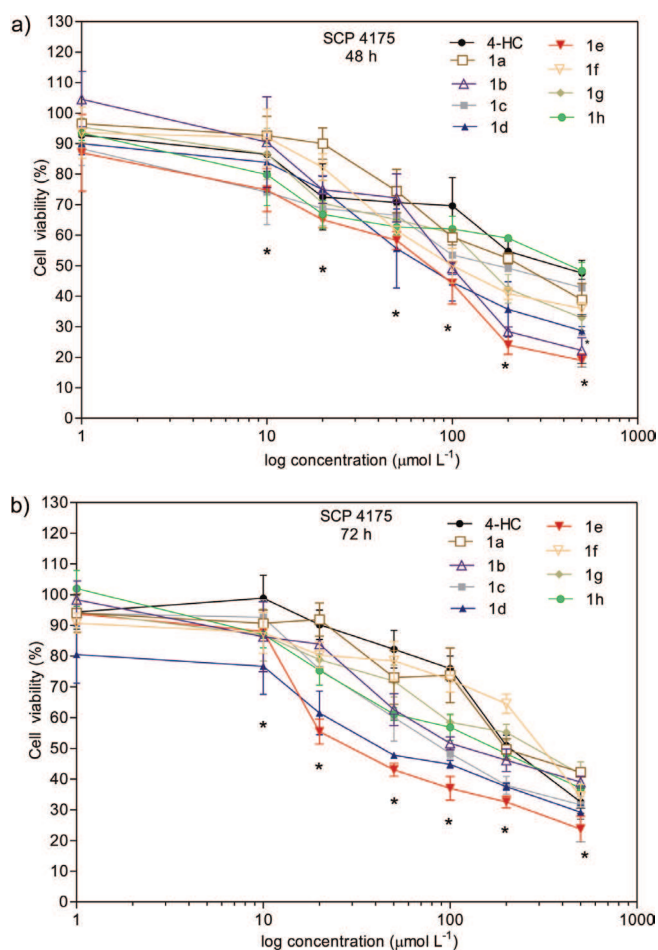 a)
SCP 4175
48 h
4-HC
1a
1b
1c
1d
1e
1f
1g
1h
130
120
110
100
90
80
70
60
50
40
30
20
10
0
Cell viability (%)
* * * * * * *
1 10 100 1000
log concentration (μmol L-1)
b)
SCP 4175
72 h
4-HC
1a
1b
1c
1d
1e
1f
1g
1h
130
120
110
100
90
80
70
60
50
40
30
20
10
0
Cell viability (%)
* * * * * *
1 10 100 1000
log concentration (μmol L-1)